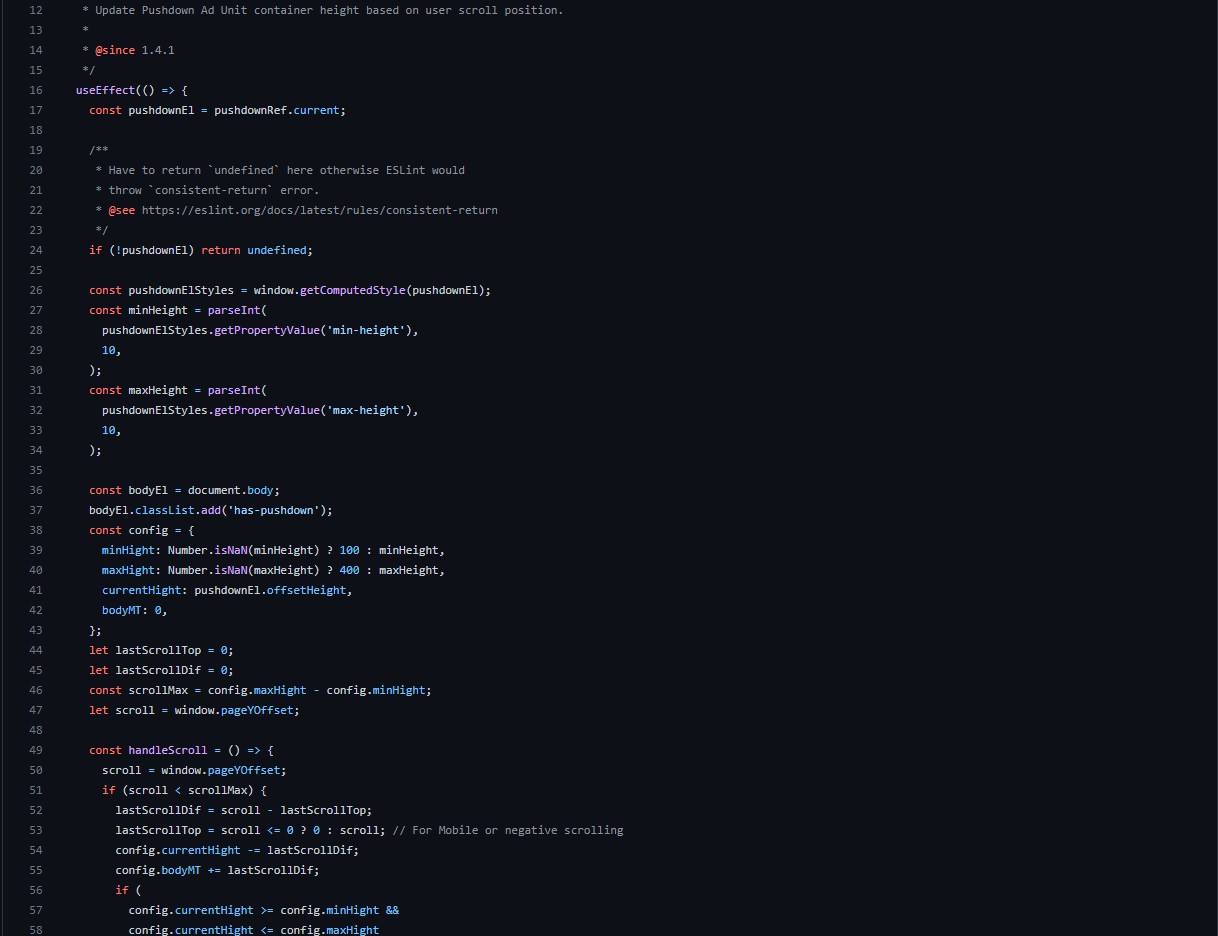 12 * Update Pushdown Ad Unit container height based on user scroll position.
13 *
14 * @since 1.4.1
15 */
16 useEffect(() => {
17 const pushdownEl = pushdownRef.current;
18
19 /**
20 * Have to return `undefined` here otherwise ESLint would
21 * throw `consistent-return` error.
22 * @see https://eslint.org/docs/latest/rules/consistent-return
23 */
24 if (!pushdownEl) return undefined;
25
26 const pushdownElStyles = window.getComputedStyle(pushdownEl);
27 const minHeight = parseInt(
28 pushdownElStyles.getPropertyValue('min-height'),
29 10,
30 );
31 const maxHeight = parseInt(
32 pushdownElStyles.getPropertyValue('max-height'),
33 10,
34 );
35
36 const bodyEl = document.body;
37 bodyEl.classList.add('has-pushdown');
38 const config = {
39 minHight: Number.isNaN(minHeight) ? 100 : minHeight,
40 maxHight: Number.isNaN(maxHeight) ? 400 : maxHeight,
41 currentHight: pushdownEl.offsetHeight,
42 bodyMT: 0,
43 };
44 let lastScrollTop = 0;
45 let lastScrollDif = 0;
46 const scrollMax = config.maxHight - config.minHight;
47 let scroll = window.pageYOffset;
48
49 const handleScroll = () => {
50 scroll = window.pageYOffset;
51 if (scroll < scrollMax) {
52 lastScrollDif = scroll - lastScrollTop;
53 lastScrollTop = scroll <= 0 ? 0 : scroll; // For Mobile or negative scrolling
54 config.currentHight -= lastScrollDif;
55 config.bodyMT += lastScrollDif;
56 if (
57 config.currentHight >= config.minHight &&
58 config.currentHight <= config.maxHight